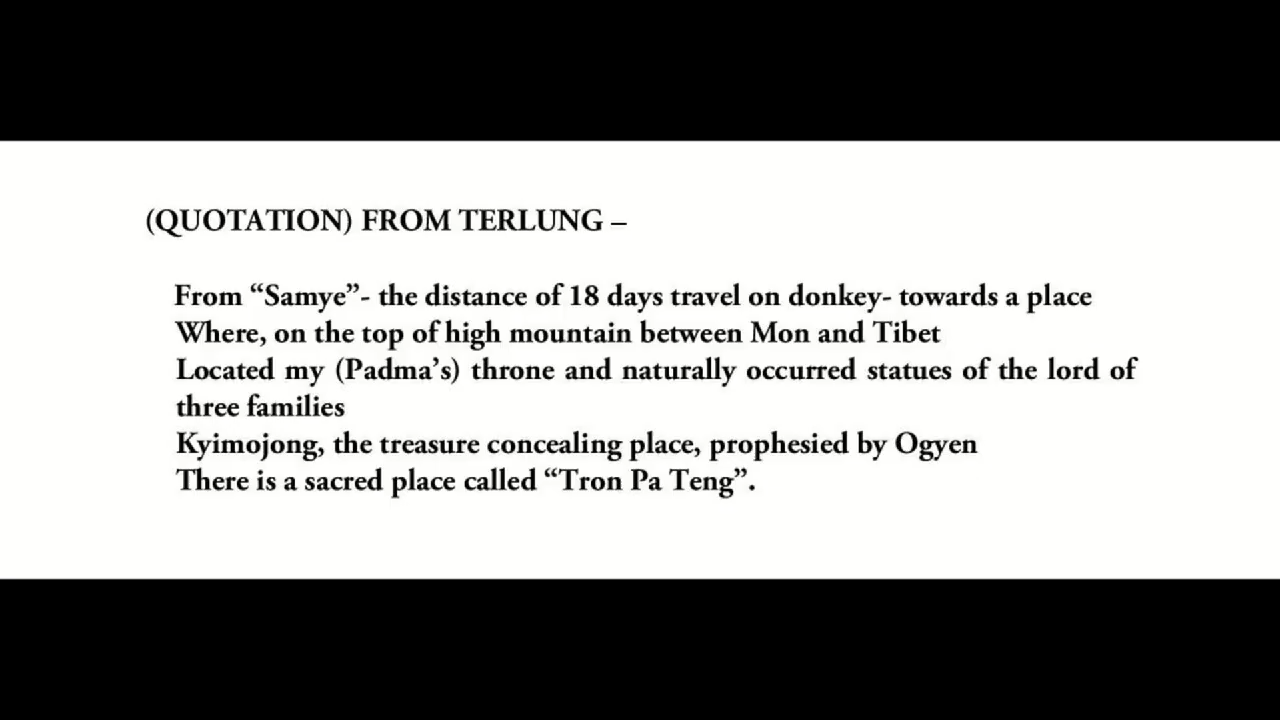 (QUOTATION) FROM TERLUNG –
From “Samye”- the distance of 18 days travel on donkey- towards a place
Where, on the top of high mountain between Mon and Tibet
Located my (Padma’s) throne and naturally occurred statues of the lord of
three families
Kyimojong, the treasure concealing place, prophesied by Ogyen
There is a sacred place called “Tron Pa Teng”.